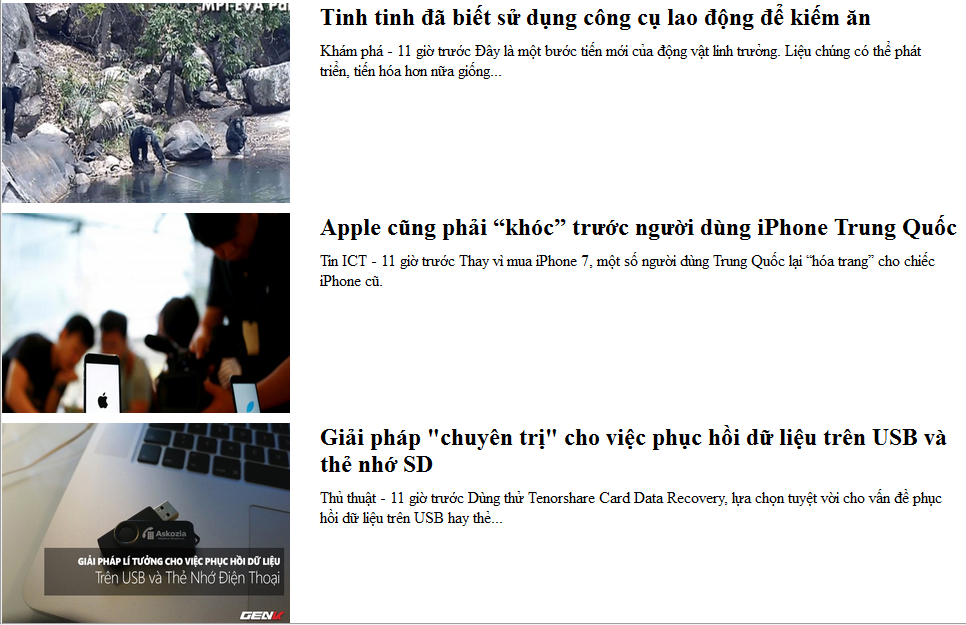 MPI-EVA
Tinh tinh đã biết sử dụng công cụ lao động để kiếm ăn
Khám phá - 11 giờ trước Đây là một bước tiến mới của động vật linh trưởng. Liệu chúng có thể phát
triển, tiến hóa hơn nữa giống...
Apple cũng phải “khóc” trước người dùng iPhone Trung Quốc
Tin ICT - 11 giờ trước Thay vì mua iPhone 7, một số người dùng Trung Quốc lại “hóa trang” cho chiếc
iPhone cũ.
Giải pháp "chuyên trị" cho việc phục hồi dữ liệu trên USB và
thẻ nhớ SD
Thủ thuật - 11 giờ trước Dùng thử Tenorshare Card Data Recovery, lựa chọn tuyệt vời cho vấn đề phục
hồi dữ liệu trên USB hay thẻ...
Askozia
GIẢI PHÁP LÍ TƯỞNG CHO VIỆC PHỤC HỒI DỮ LIỆU
Trên USB và Thẻ Nhớ Điện Thoại
GENK